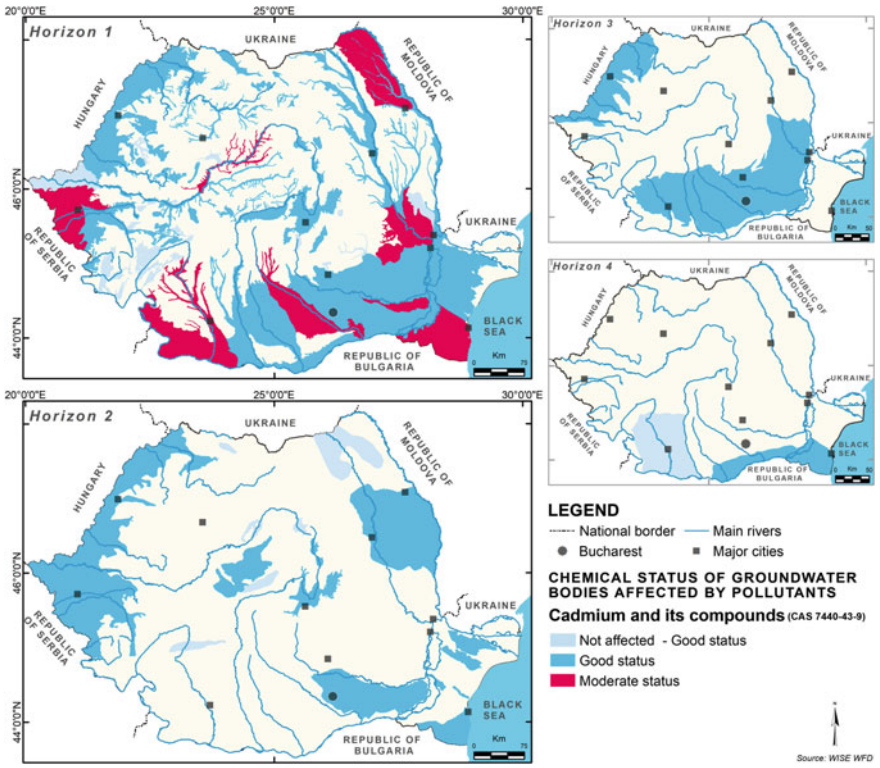 20°00'0"E
25°00'0"E
30°00'0"E
Horizon 1
UKRAINE
REPUBLIC OF
MOLDOVA
HUNGARY
46°0'0"N
REPUBLIC
OF SERBIA
UKRAINE
44°0'0"N
BLACK
SEA
REPUBLIC OF
BULGARIA
Km
0
75
20°00'0"E
25°00'0"E
30°00'0"E
Horizon 2
UKRAINE
REPUBLIC OF
MOLDOVA
HUNGARY
46°0'0"N
REPUBLIC
OF SERBIA
UKRAINE
44°0'0"N
BLACK
SEA
REPUBLIC OF
BULGARIA
Km
0
75
Horizon 3
UKRAINE
REPUBLIC OF
MOLDOVA
HUNGARY
UKRAINE
REPUBLIC
OF SERBIA
BLACK
SEA
REPUBLIC OF
BULGARIA
Km
0
50
Horizon 4
UKRAINE
REPUBLIC OF
MOLDOVA
HUNGARY
UKRAINE
REPUBLIC
OF SERBIA
BLACK
SEA
REPUBLIC OF
BULGARIA
Km
0
50
LEGEND
National border
Main rivers
Bucharest
Major cities
CHEMICAL STATUS OF GROUNDWATER
BODIES AFFECTED BY POLLUTANTS
Cadmium and its compounds (CAS 7440-43-9)
Not affected - Good status
Good status
Moderate status
Source: WISE WFD